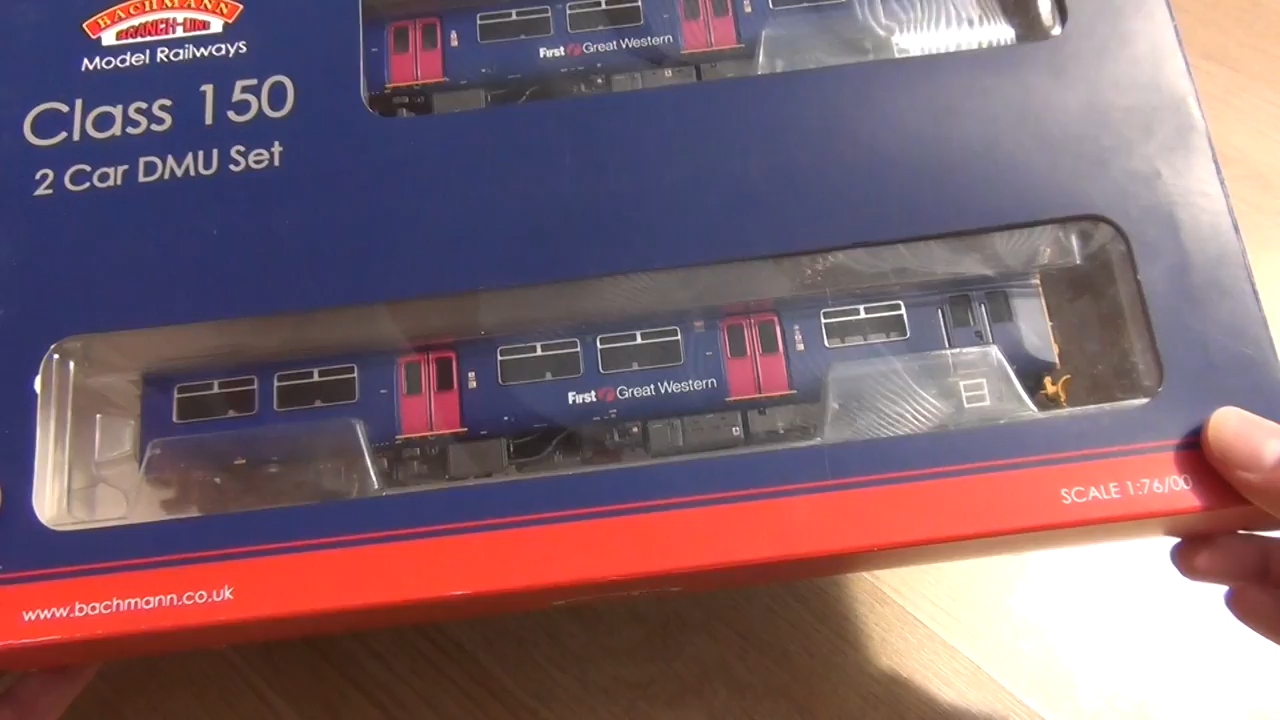 BACHMANN
BRANCH-LINE
Model Railways
Class 150
2 Car DMU Set
First Great Western
First Great Western
SCALE 1:76/00
www.bachmann.co.uk